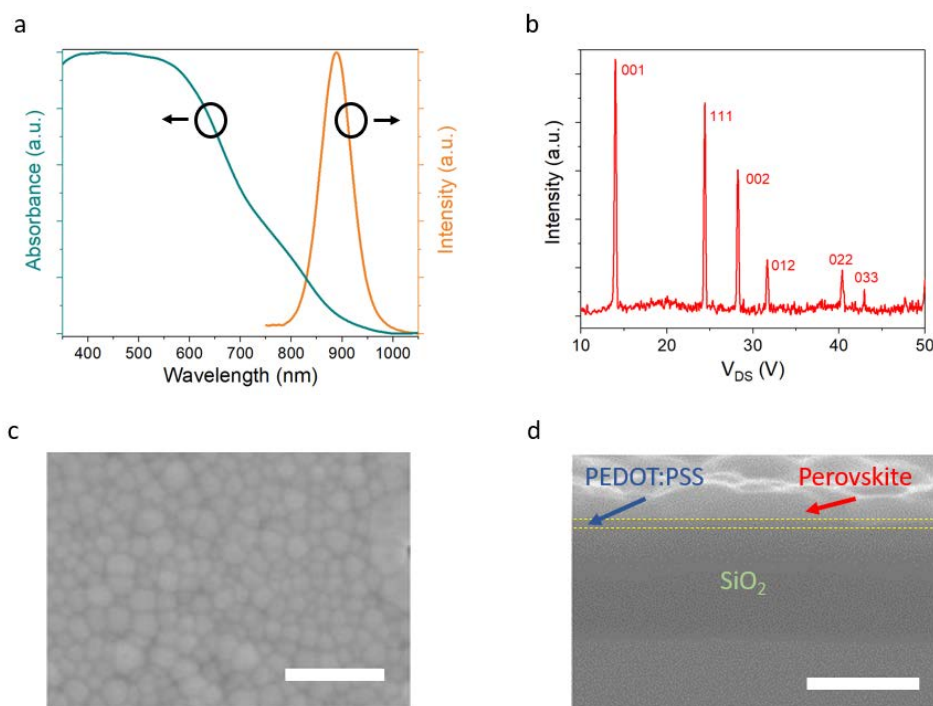 a
Absorbance (a.u.)
Intensity (a.u.)
400 500 600 700 800 900 1000
Wavelength (nm)
b
Intensity (a.u.)
001
111
002
012
022
033
10 20 30 40 50
V_DS (V)
c
d
PEDOT:PSS
Perovskite
SiO₂